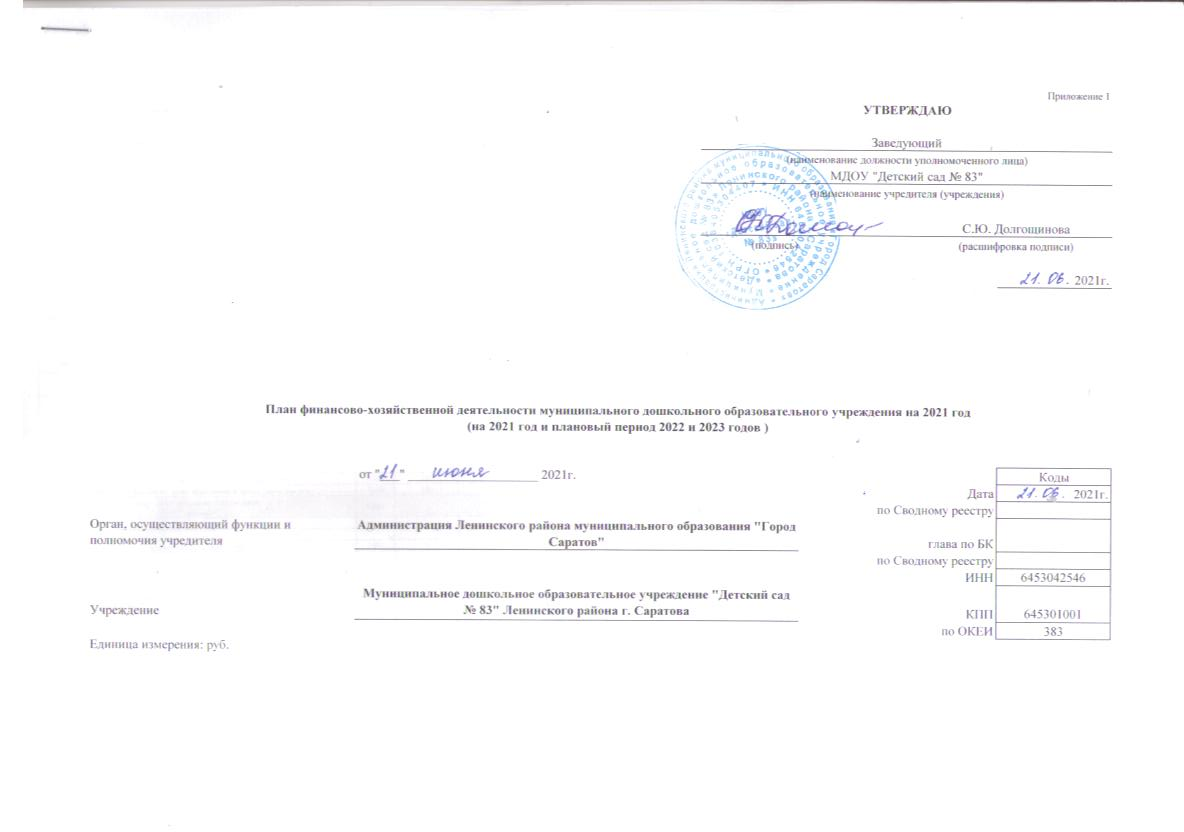 Приложение 1
УТВЕРЖДАЮ
Заведующий
(наименование должности уполномоченного лица)
МДОУ "Детский сад № 83"
(наименование учредителя (учреждения)
С.Ю. Долгощинова
(подпись) (расшифровка подписи)
21. 06. 2021г.
План финансово-хозяйственной деятельности муниципального дошкольного образовательного учреждения на 2021 год
(на 2021 год и плановый период 2022 и 2023 годов )
от "21" июня 2021г.
Коды
Дата 21. 06. 2021г.
по Сводному реестру
Орган, осуществляющий функции и
полномочия учредителя
Администрация Ленинского района муниципального образования "Город
Саратов"
глава по БК
по Сводному реестру
ИНН 6453042546
Муниципальное дошкольное образовательное учреждение "Детский сад
Учреждение № 83" Ленинского района г. Саратова
КПП 645301001
по ОКЕИ 383
Единица измерения: руб.